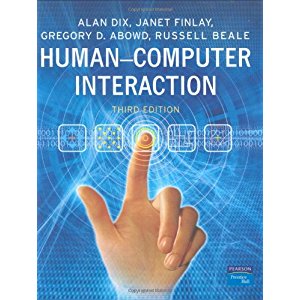 ALAN DIX, JANET FINLAY,
GREGORY D. ABOWD, RUSSELL BEALE
HUMAN–COMPUTER
INTERACTION
THIRD EDITION
PEARSON
Prentice
Hall